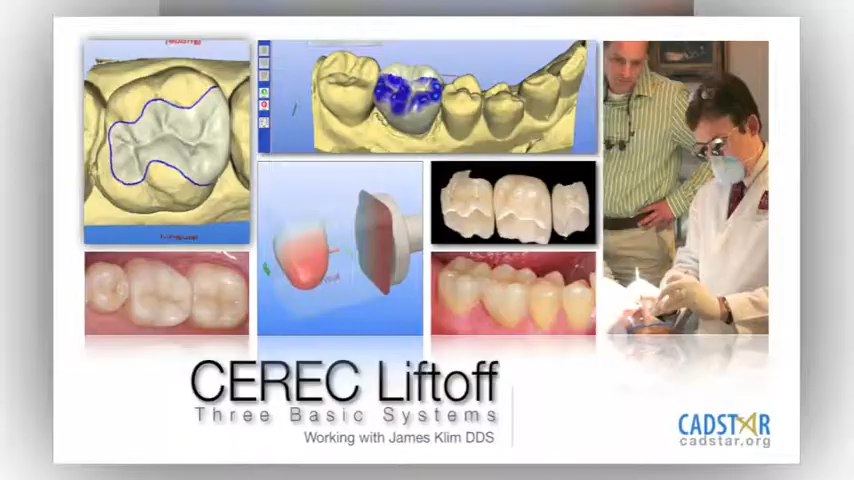 CEREC Liftoff
Three Basic Systems
Working with James Klim DDS
CADSTAR
cadstar.org